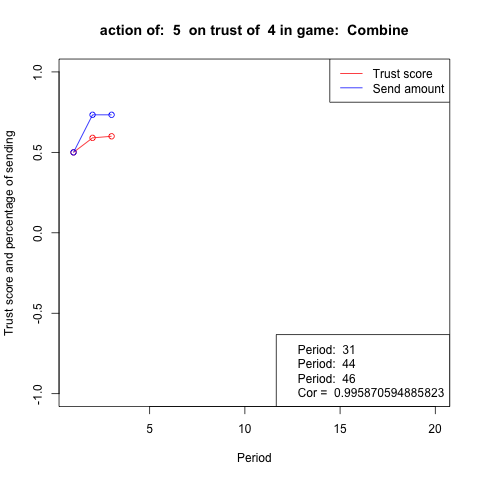 action of:  5  on trust of  4 in game:  Combine
Trust score
Send amount
Trust score and percentage of sending
1.0
0.5
0.0
-0.5
-1.0
Period:  31
Period:  44
Period:  46
Cor =  0.995870594885823
5 10 15 20
Period